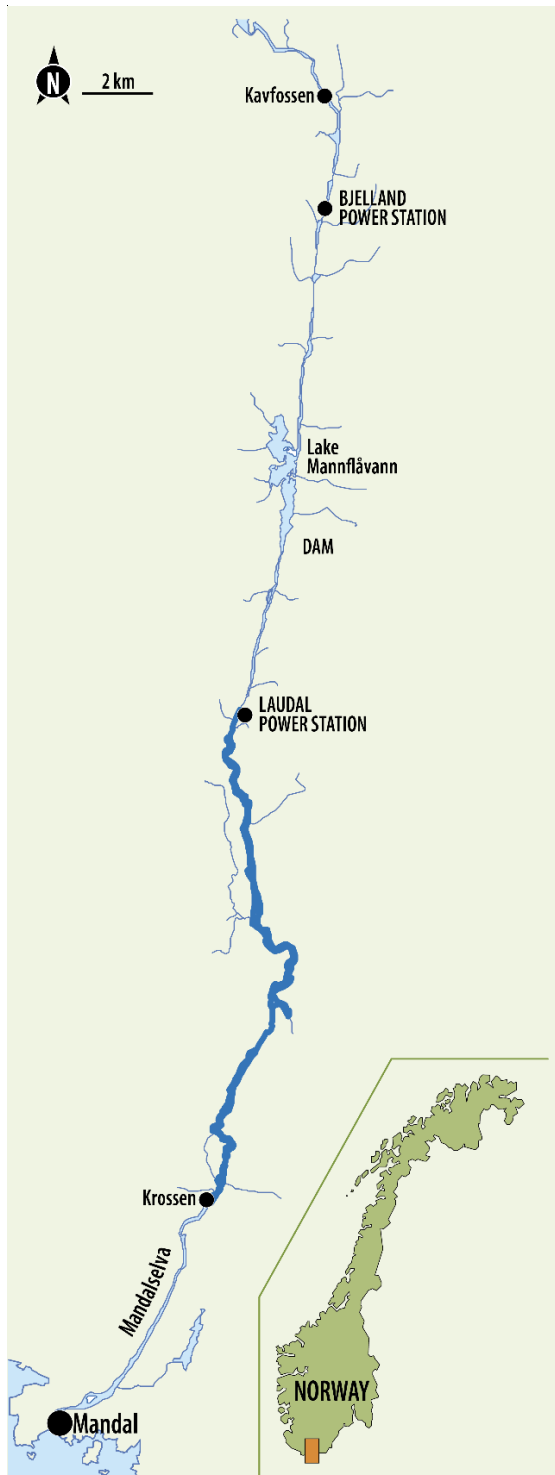 N
2 km
Kavfossen
BJELLAND
POWER STATION
Lake
Mannflåvann
DAM
LAUDAL
POWER STATION
Krossen
Mandalselva
Mandal
NORWAY